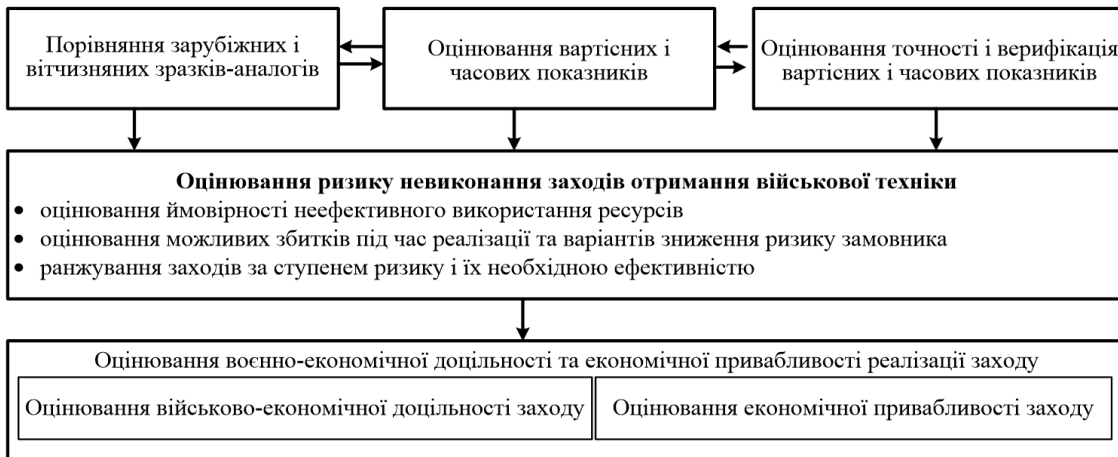 Порівняння зарубіжних і
вітчизняних зразків-аналогів
Оцінювання вартісних і
часових показників
Оцінювання точності і верифікація
вартісних і часових показників
Оцінювання ризику невиконання заходів отримання військової техніки
• оцінювання ймовірності неефективного використання ресурсів
• оцінювання можливих збитків під час реалізації та варіантів зниження ризику замовника
• ранжування заходів за ступенем ризику і їх необхідною ефективністю
Оцінювання воєнно-економічної доцільності та економічної привабливості реалізації заходу
Оцінювання військово-економічної доцільності заходу
Оцінювання економічної привабливості заходу